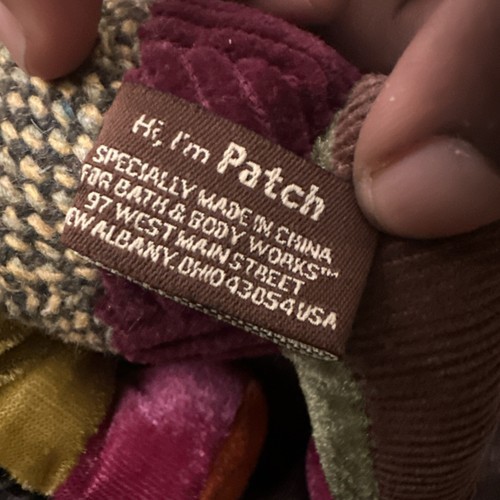 Hi, I'm Patch
SPECIALLY MADE IN CHINA
FOR BATH & BODY WORKS™
97 WEST MAIN STREET
EW ALBANY, OHIO 43054 USA